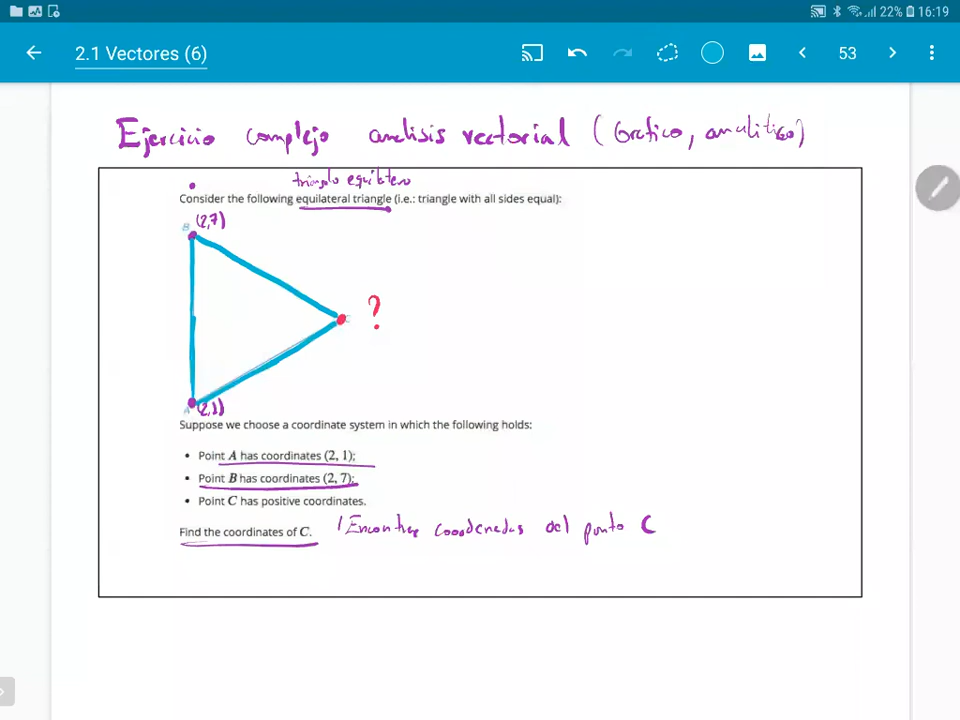 22% 16:19
2.1 Vectores (6) 53
Ejercicio complejo analisis vectorial (Grafico, analitico)
triangulo equilatero
Consider the following equilateral triangle (i.e.: triangle with all sides equal):
B (2,7)
C ?
A (2,1)
Suppose we choose a coordinate system in which the following holds:
• Point A has coordinates (2, 1);
• Point B has coordinates (2, 7);
• Point C has positive coordinates.
Find the coordinates of C. / Encontrar coordenadas del punto C